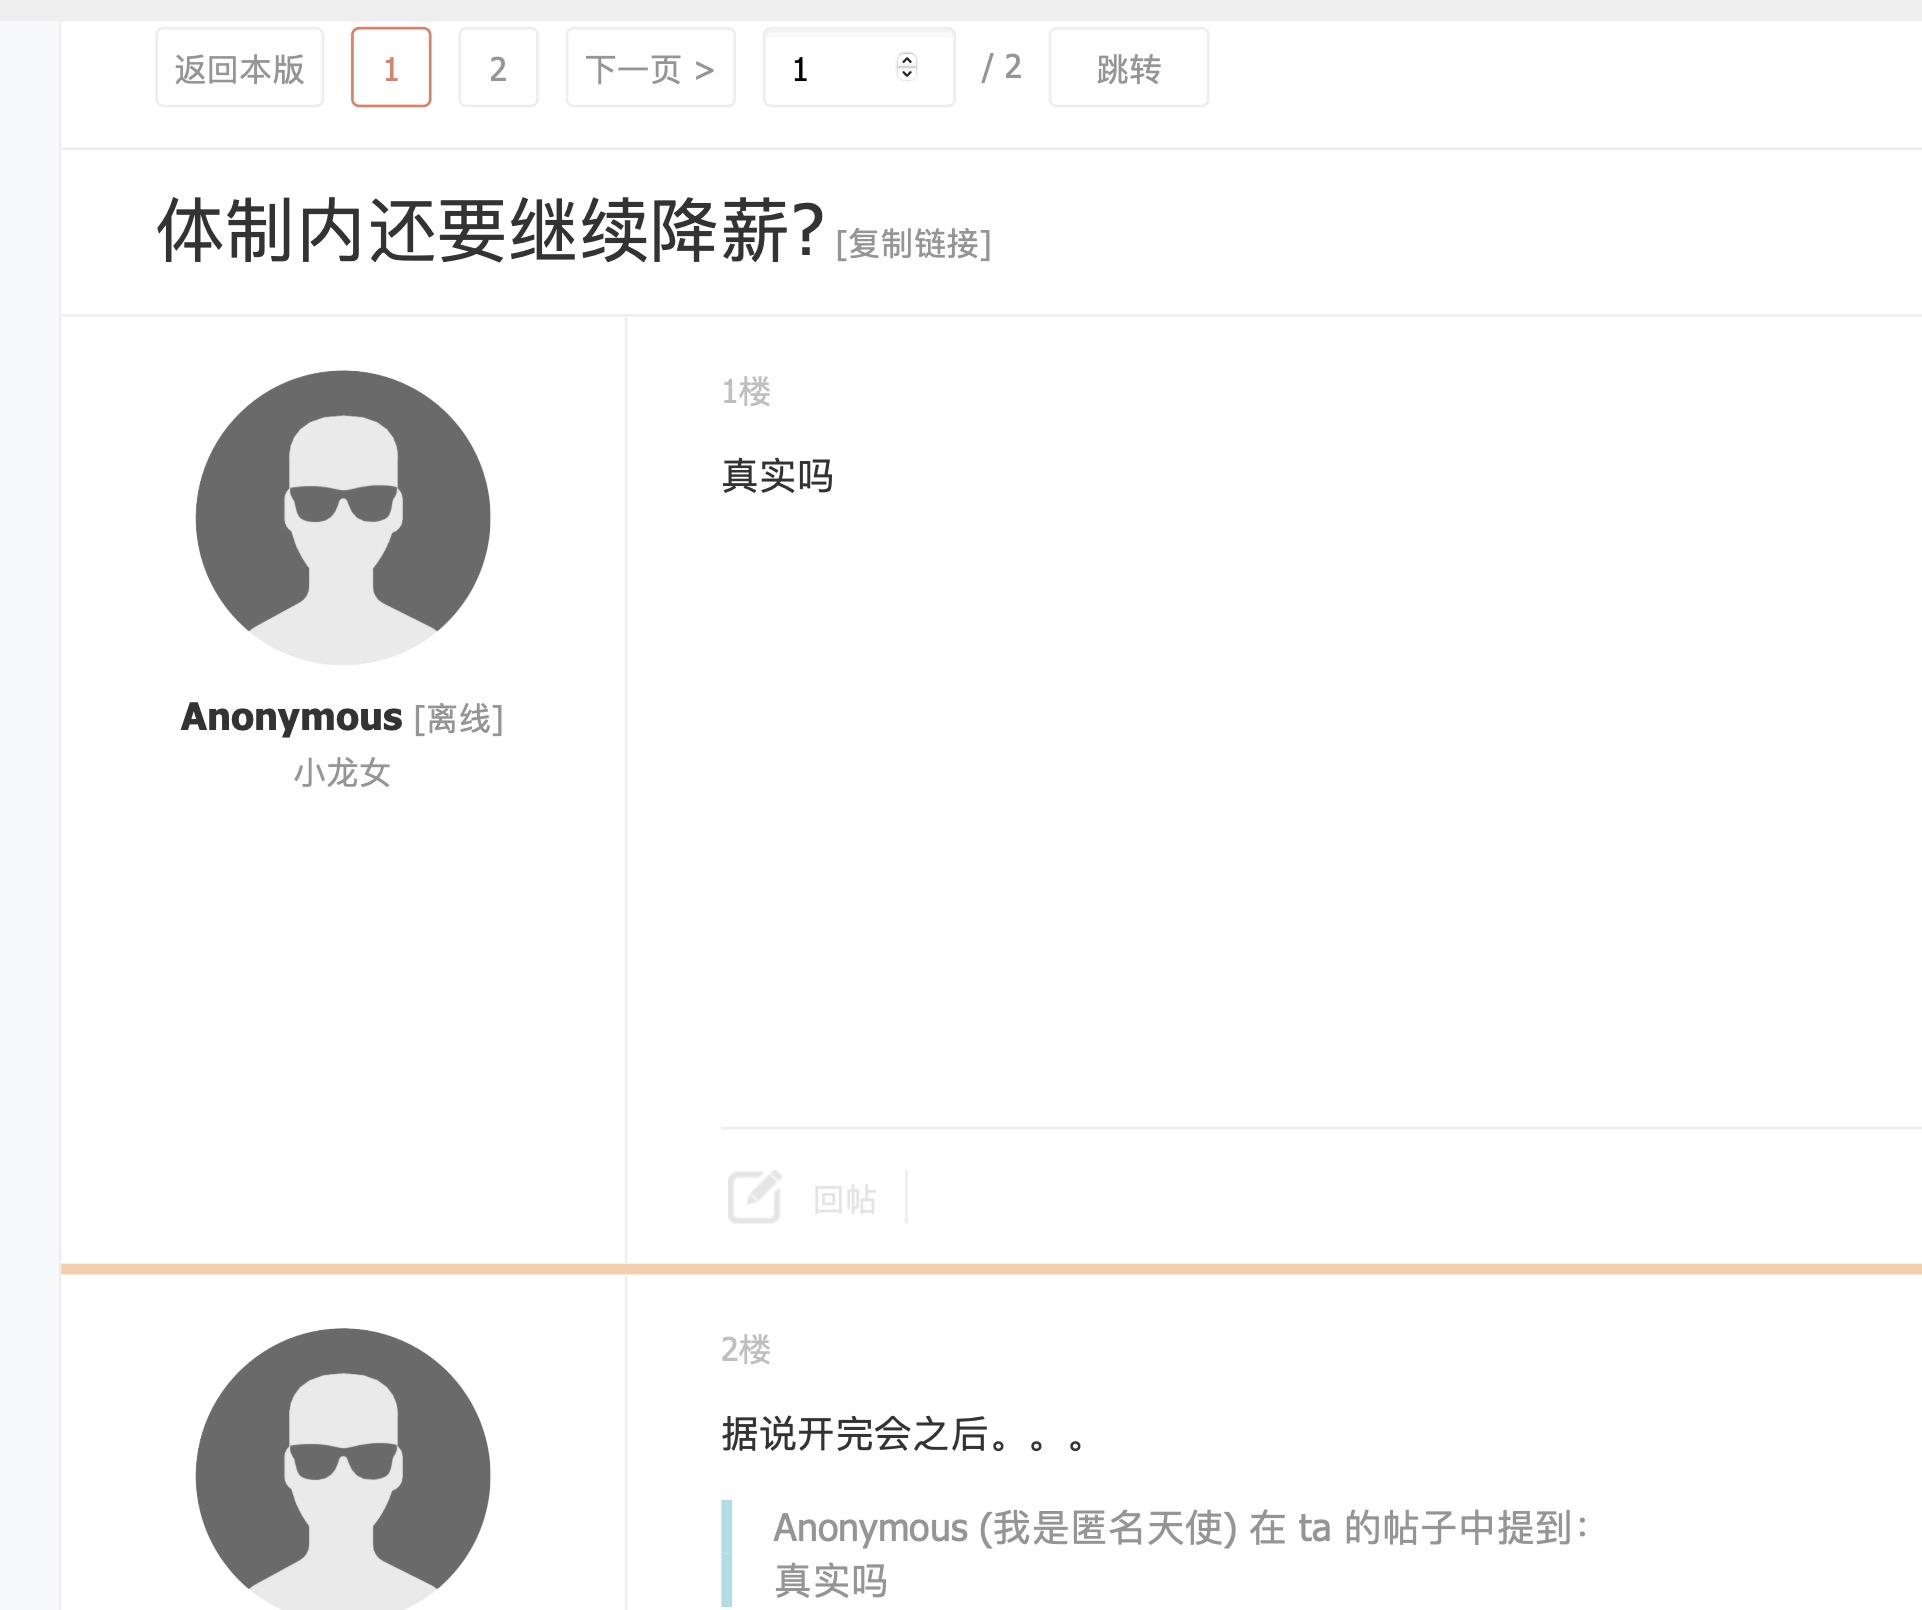 返回本版 1 2 下一页 > 1 / 2 跳转
体制内还要继续降薪? [复制链接]
1楼
真实吗
Anonymous [离线]
小龙女
回帖
2楼
据说开完会之后。。。
Anonymous (我是匿名天使) 在 ta 的帖子中提到：
真实吗